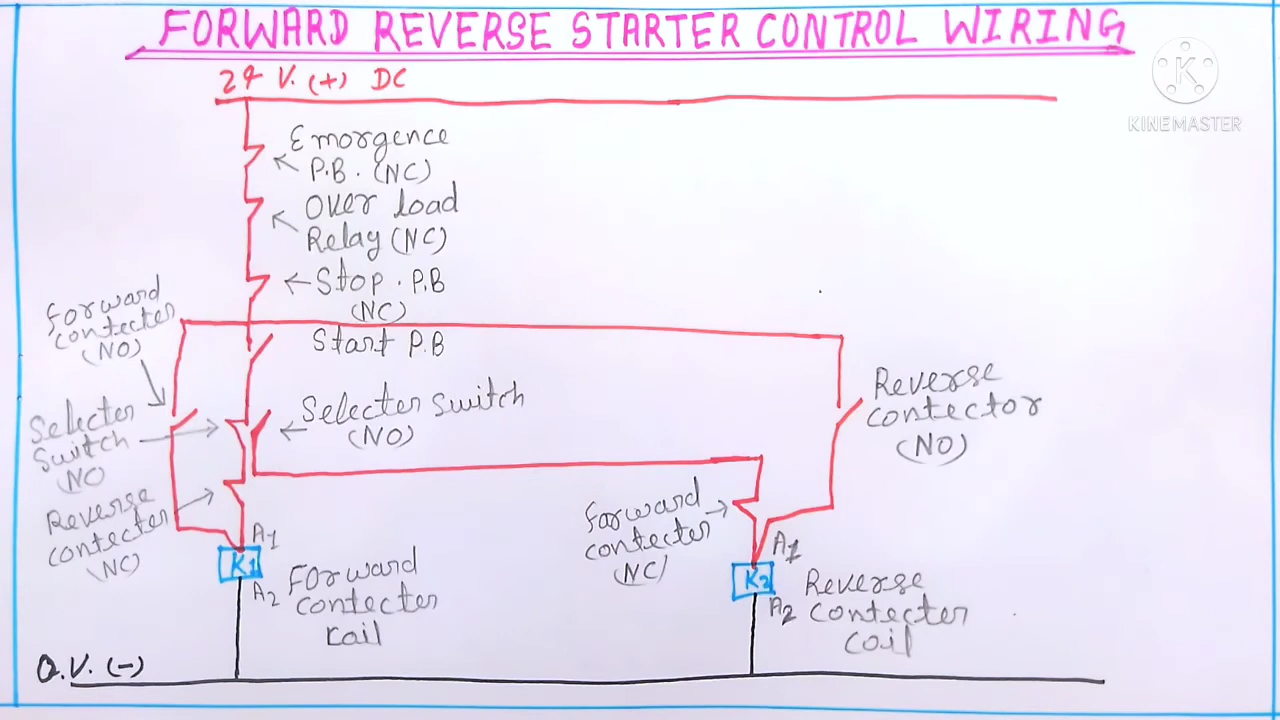 FORWARD REVERSE STARTER CONTROL WIRING
K
KINEMASTER
24 V. (+) DC
Emorgence
P.B. (NC)
Over load
Relay (NC)
Stop. P.B
(NC)
Start P.B
Forward
contecter
(NO)
Selecter
Switch
(NO
Selecter Switch
(NO)
Reverse
contector
(NO)
Reverse
contecter
(NC)
Forward
contecter
(NC)
A1
K1
A2
Forward
contecter
coil
A1
K2
A2
Reverse
contecter
coil
0.V. (-)